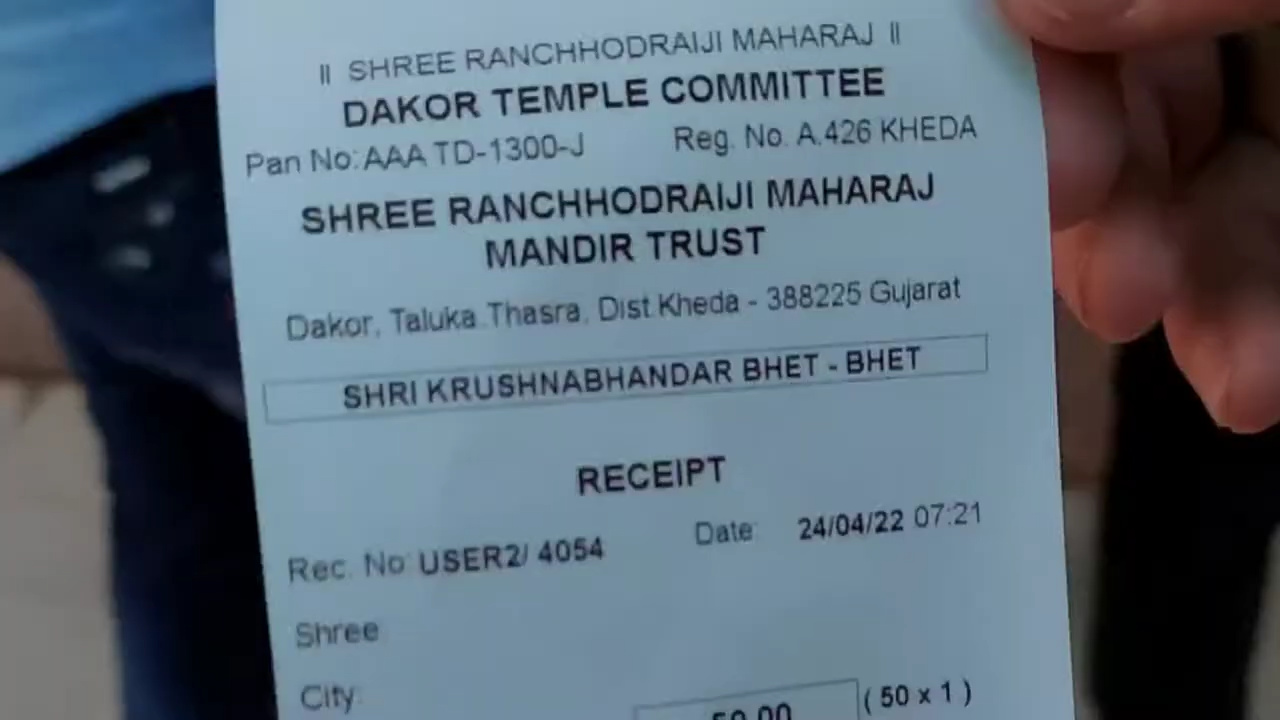 || SHREE RANCHHODRAIJI MAHARAJ ||
DAKOR TEMPLE COMMITTEE
Pan No:AAA TD-1300-J Reg. No. A.426 KHEDA
SHREE RANCHHODRAIJI MAHARAJ
MANDIR TRUST
Dakor, Taluka.Thasra, Dist.Kheda - 388225 Gujarat
SHRI KRUSHNABHANDAR BHET - BHET
RECEIPT
Rec. No: USER2/ 4054 Date: 24/04/22 07:21
Shree
City:
50.00 ( 50 x 1 )